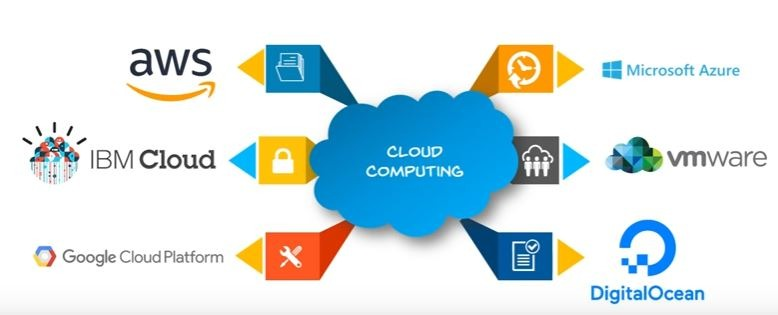 aws
Microsoft Azure
IBM Cloud
CLOUD
COMPUTING
vmware
Google Cloud Platform
DigitalOcean